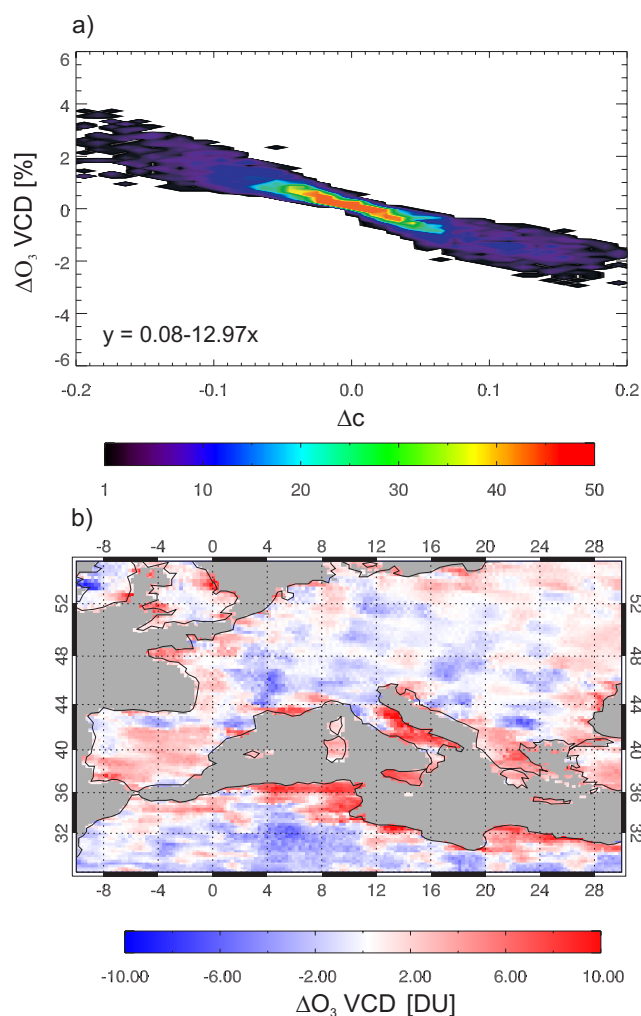 a)
6
4
2
0
-2
-4
-6
ΔO₃ VCD [%]
y = 0.08-12.97x
-0.2 -0.1 0.0 0.1 0.2
Δc
1 10 20 30 40 50
b)
-8 -4 0 4 8 12 16 20 24 28
52 52
48 48
44 44
40 40
36 36
32 32
-8 -4 0 4 8 12 16 20 24 28
-10.00 -6.00 -2.00 2.00 6.00 10.00
ΔO₃ VCD [DU]